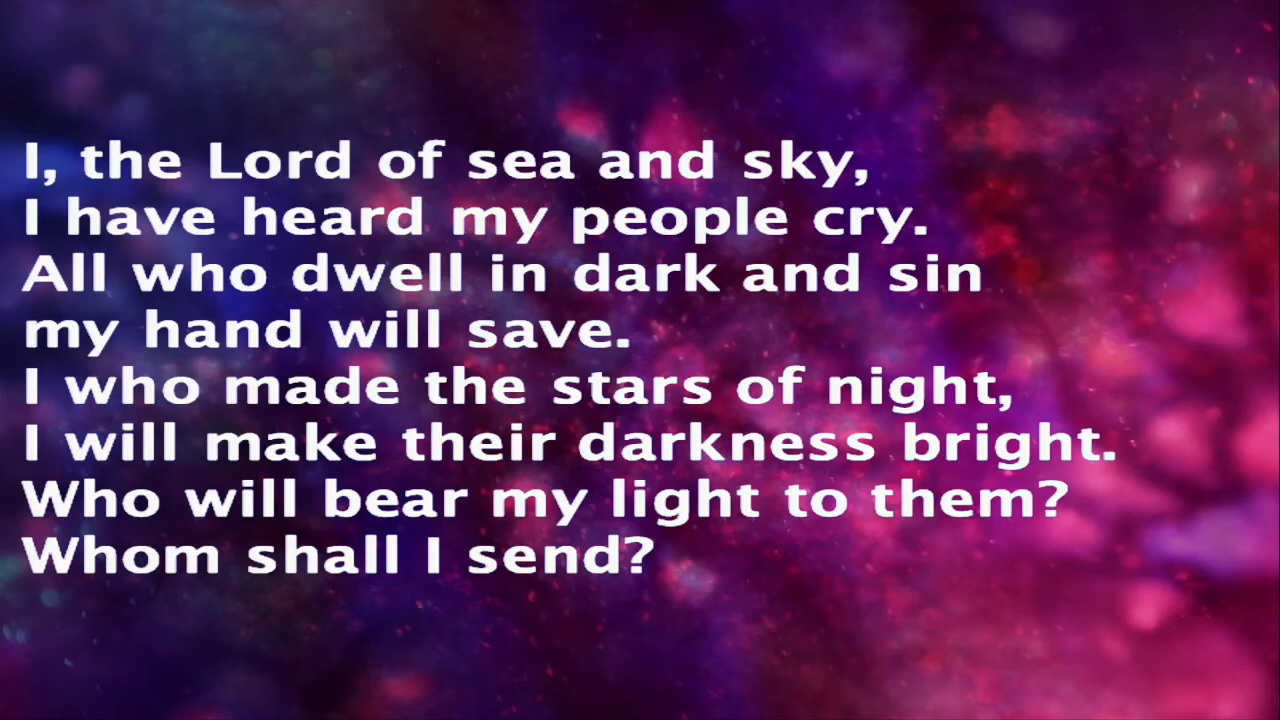 I, the Lord of sea and sky,
I have heard my people cry.
All who dwell in dark and sin
my hand will save.
I who made the stars of night,
I will make their darkness bright.
Who will bear my light to them?
Whom shall I send?